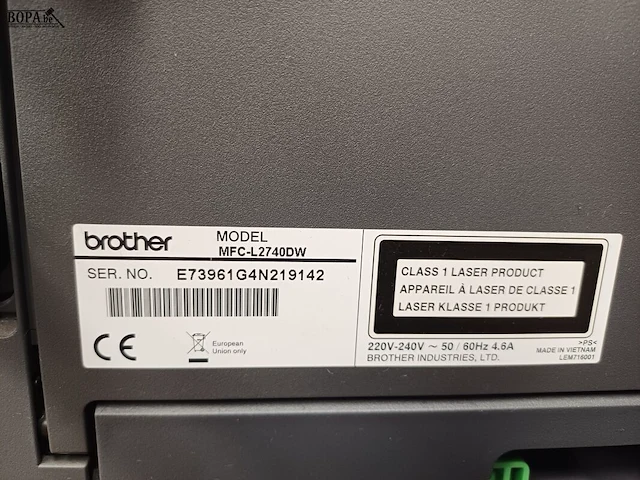 BOPA.be
brother
MODEL
MFC-L2740DW
SER. NO. E73961G4N219142
CE
European
Union only
CLASS 1 LASER PRODUCT
APPAREIL À LASER DE CLASSE 1
LASER KLASSE 1 PRODUKT
220V-240V ~ 50 / 60Hz 4.6A
BROTHER INDUSTRIES, LTD.
>PS<
MADE IN VIETNAM
LEM716001